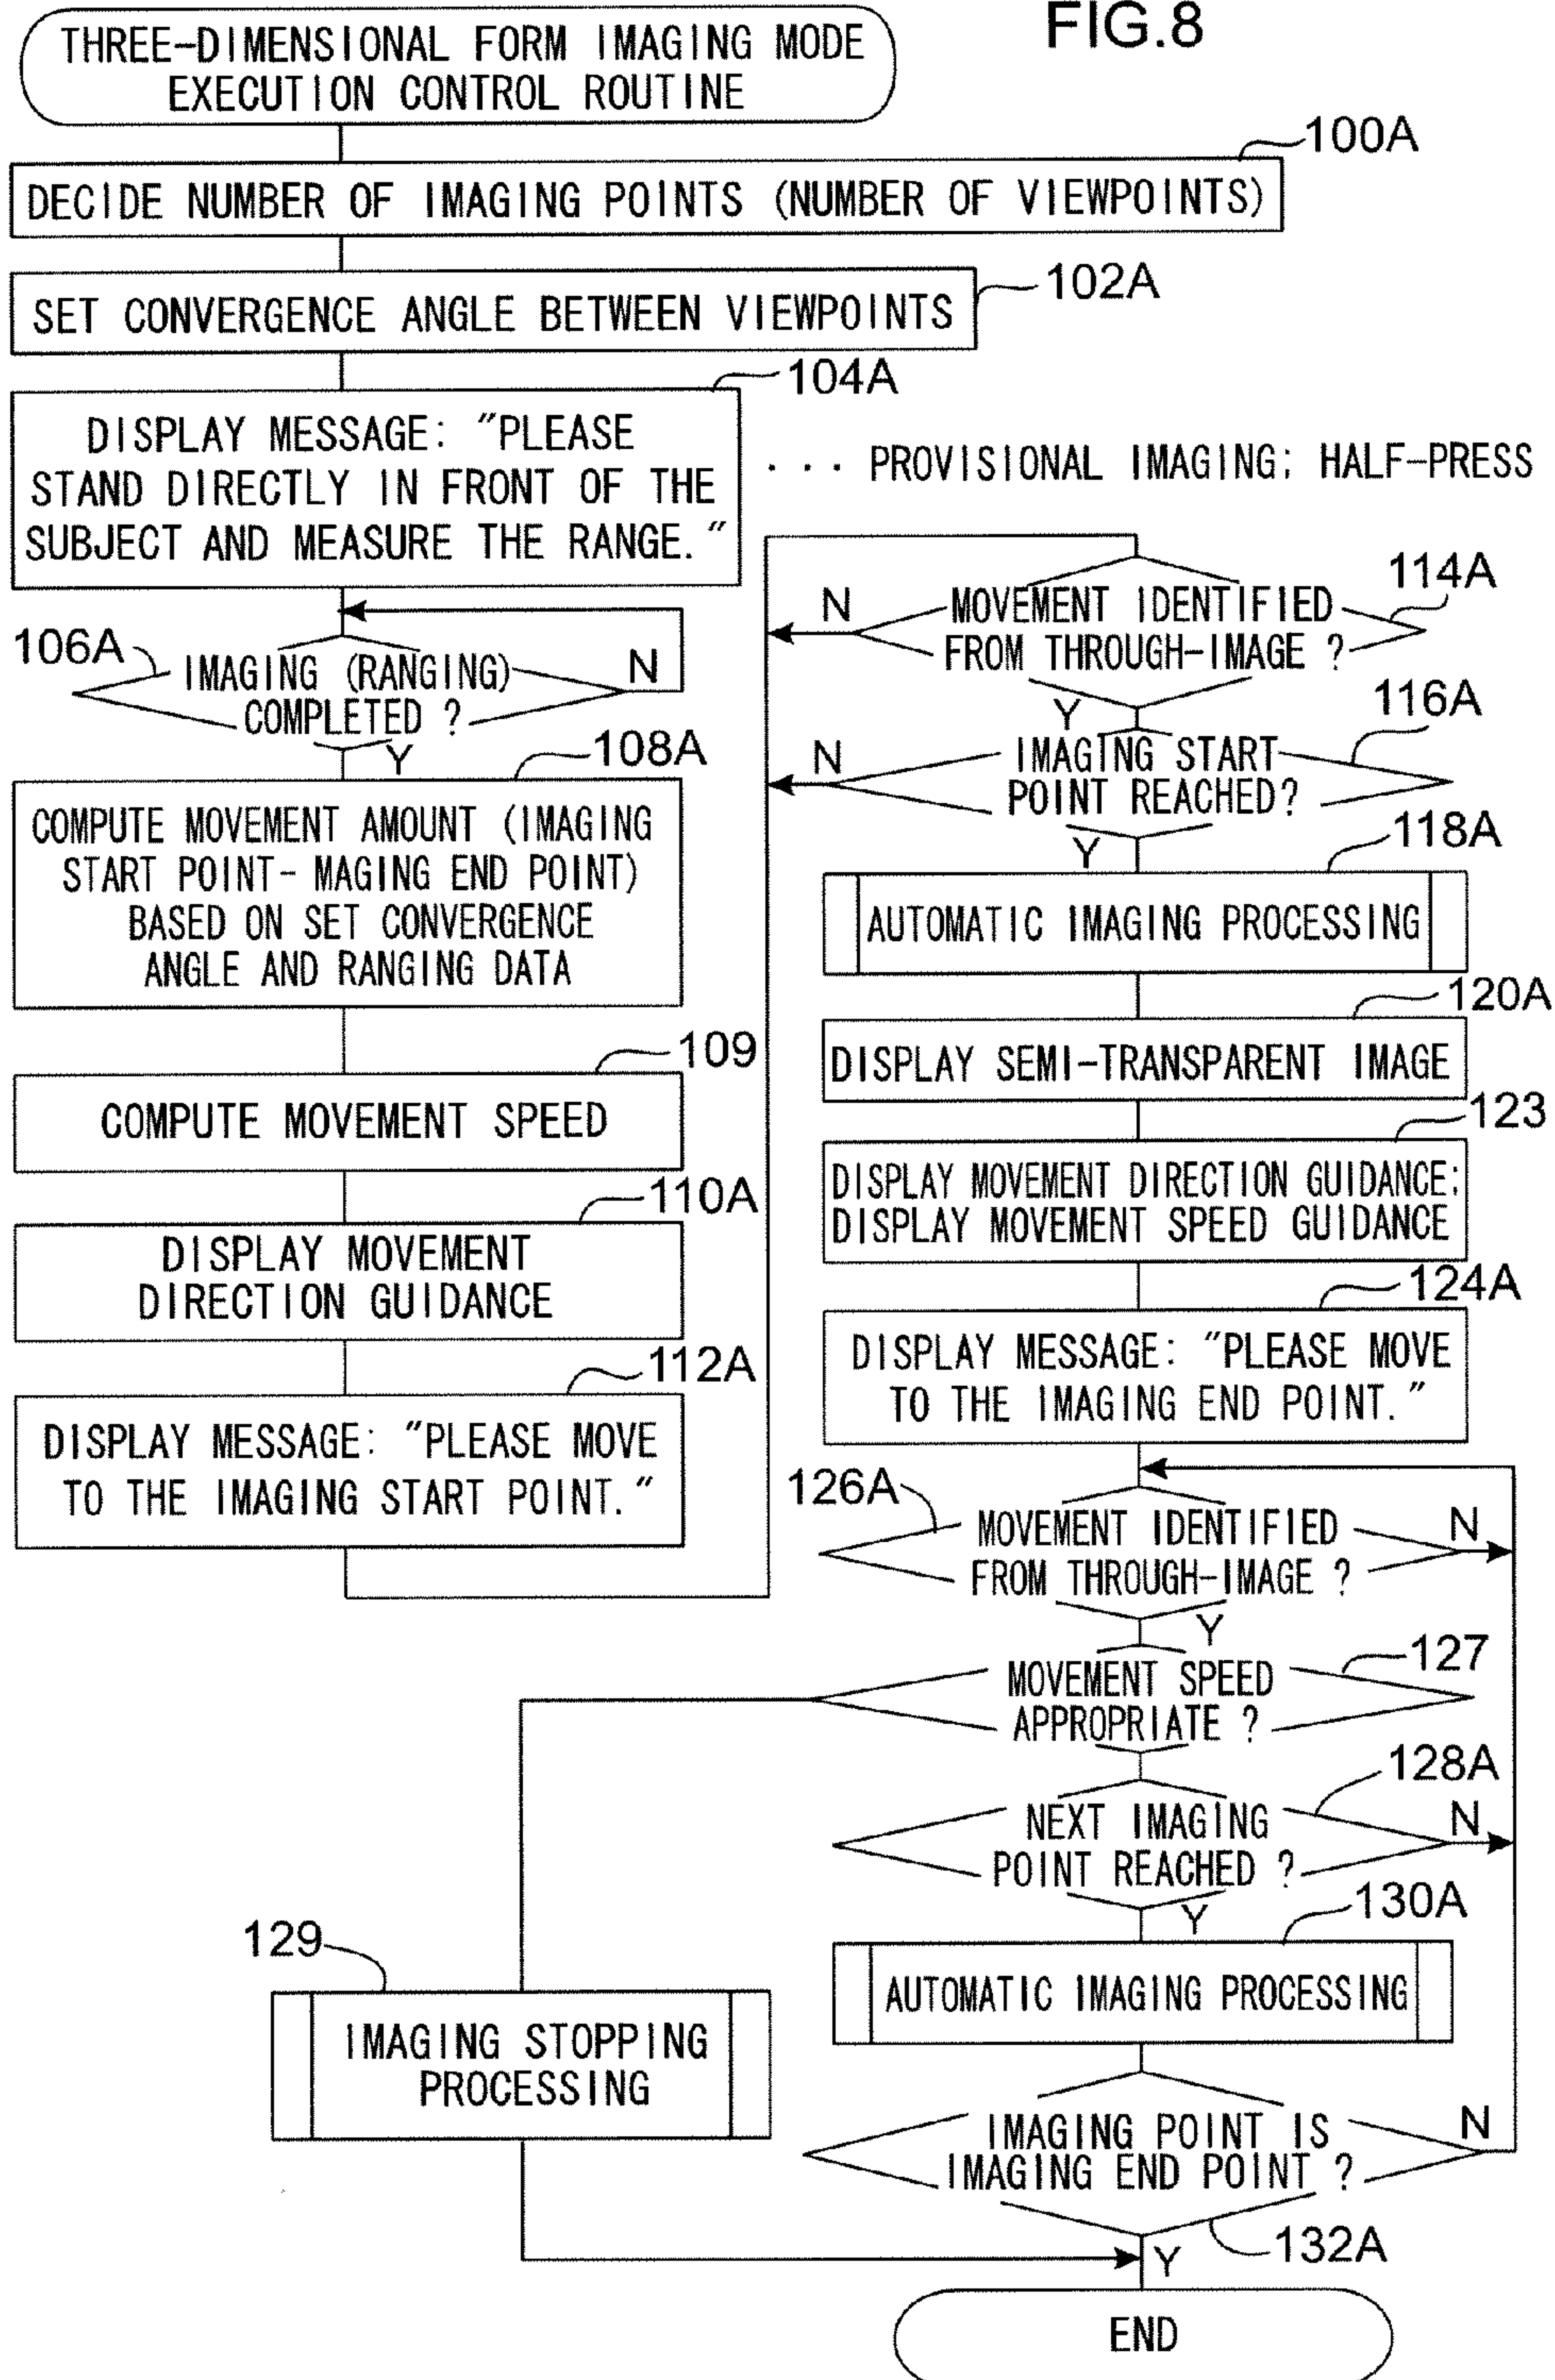 FIG.8
THREE-DIMENSIONAL FORM IMAGING MODE
EXECUTION CONTROL ROUTINE
100A
DECIDE NUMBER OF IMAGING POINTS (NUMBER OF VIEWPOINTS)
102A
SET CONVERGENCE ANGLE BETWEEN VIEWPOINTS
104A
DISPLAY MESSAGE: "PLEASE
STAND DIRECTLY IN FRONT OF THE
SUBJECT AND MEASURE THE RANGE."
··· PROVISIONAL IMAGING; HALF-PRESS
106A
IMAGING (RANGING)
COMPLETED ?
N
Y
108A
COMPUTE MOVEMENT AMOUNT (IMAGING
START POINT- MAGING END POINT)
BASED ON SET CONVERGENCE
ANGLE AND RANGING DATA
109
COMPUTE MOVEMENT SPEED
110A
DISPLAY MOVEMENT
DIRECTION GUIDANCE
112A
DISPLAY MESSAGE: "PLEASE MOVE
TO THE IMAGING START POINT."
114A
N
MOVEMENT IDENTIFIED
FROM THROUGH-IMAGE ?
Y
116A
N
IMAGING START
POINT REACHED?
Y
118A
AUTOMATIC IMAGING PROCESSING
120A
DISPLAY SEMI-TRANSPARENT IMAGE
123
DISPLAY MOVEMENT DIRECTION GUIDANCE;
DISPLAY MOVEMENT SPEED GUIDANCE
124A
DISPLAY MESSAGE: "PLEASE MOVE
TO THE IMAGING END POINT."
126A
MOVEMENT IDENTIFIED
FROM THROUGH-IMAGE ?
N
Y
127
MOVEMENT SPEED
APPROPRIATE ?
128A
NEXT IMAGING
POINT REACHED ?
N
Y
130A
AUTOMATIC IMAGING PROCESSING
129
IMAGING STOPPING
PROCESSING
IMAGING POINT IS
IMAGING END POINT ?
N
132A
Y
END